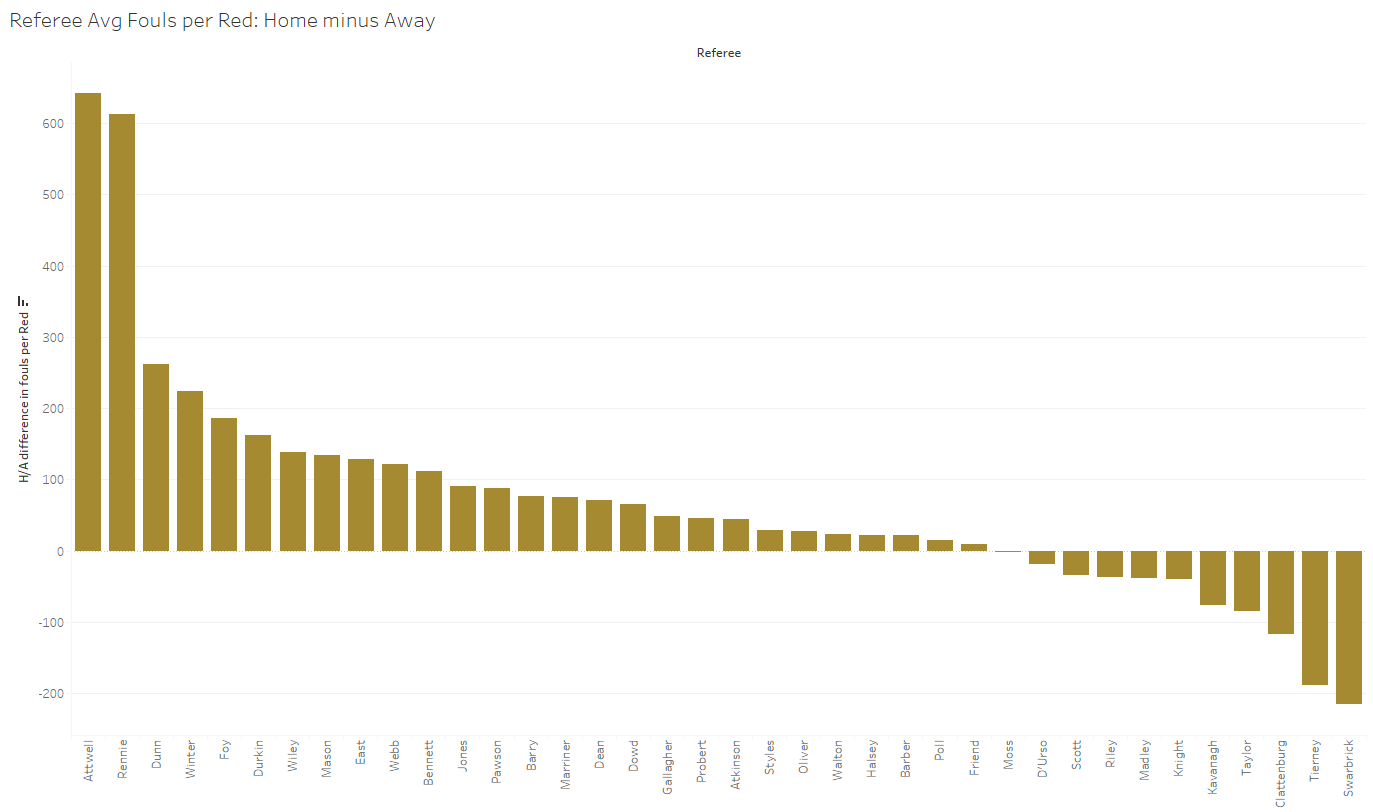 Referee Avg Fouls per Red: Home minus Away
Referee
H/A difference in fouls per Red
600
500
400
300
200
100
0
-100
-200
Attwell
Rennie
Dunn
Winter
Foy
Durkin
Wiley
Mason
East
Webb
Bennett
Jones
Pawson
Barry
Marriner
Dean
Dowd
Gallagher
Probert
Atkinson
Styles
Oliver
Walton
Halsey
Barber
Poll
Friend
Moss
D'Urso
Scott
Riley
Madley
Knight
Kavanagh
Taylor
Clattenburg
Tierney
Swarbrick